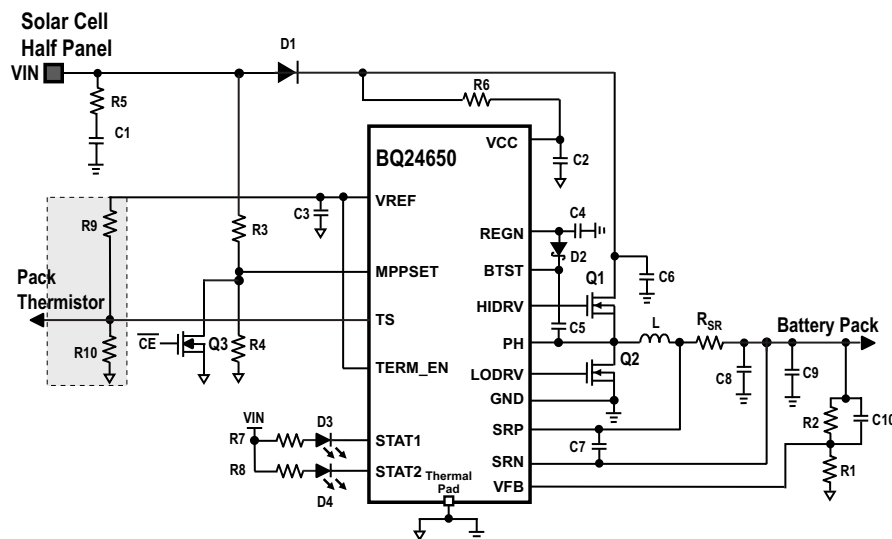 Solar Cell
Half Panel
VIN
D1
R5
C1
R6
VCC
C2
BQ24650
VREF
R9
C3
R3
REGN
C4
D2
BTST
MPPSET
Q1
C6
HIDRV
Pack
Thermistor
TS
C5
R10
CE
Q3
R4
PH
L
RSR
Battery Pack
TERM_EN
LODRV
Q2
C8
C9
GND
VIN
R7
D3
STAT1
SRP
C7
R2
C10
R8
D4
STAT2
SRN
R1
Thermal
Pad
VFB